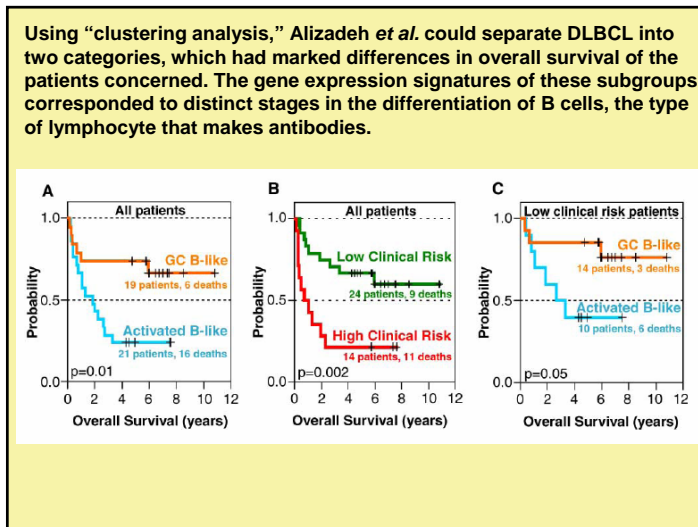 Using “clustering analysis,” Alizadeh et al. could separate DLBCL into
two categories, which had marked differences in overall survival of the
patients concerned. The gene expression signatures of these subgroups
corresponded to distinct stages in the differentiation of B cells, the type
of lymphocyte that makes antibodies.
A
All patients
1.0
GC B-like
19 patients, 6 deaths
0.5
Activated B-like
21 patients, 16 deaths
0.0
p=0.01
Probability
0 2 4 6 8 10 12
Overall Survival (years)
B
All patients
1.0
Low Clinical Risk
24 patients, 9 deaths
0.5
High Clinical Risk
14 patients, 11 deaths
0.0
p=0.002
Probability
0 2 4 6 8 10 12
Overall Survival (years)
C
Low clinical risk patients
1.0
GC B-like
14 patients, 3 deaths
0.5
Activated B-like
10 patients, 6 deaths
0.0
p=0.05
Probability
0 2 4 6 8 10 12
Overall Survival (years)